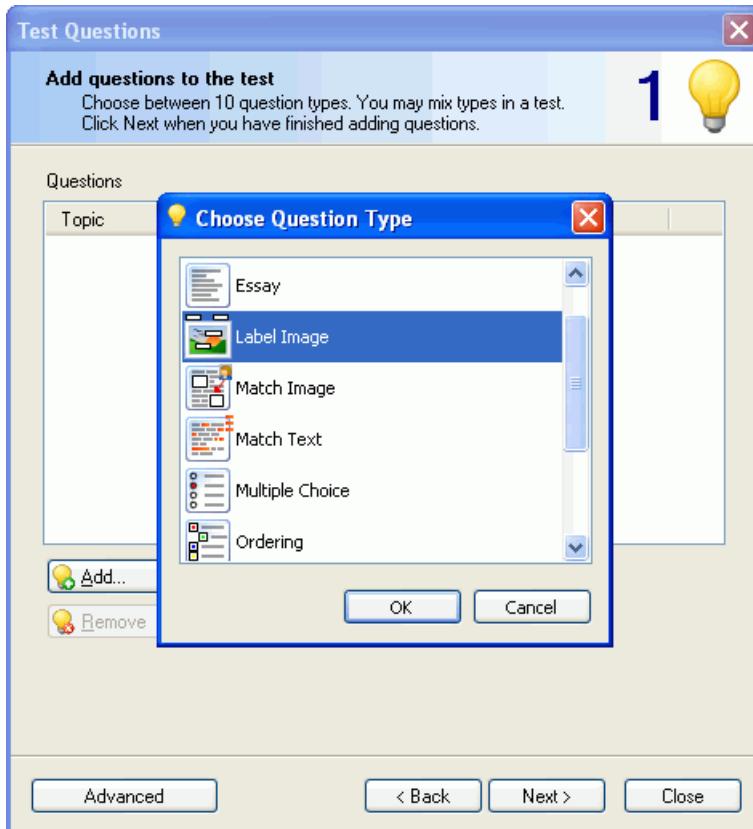 Test Questions
Add questions to the test
Choose between 10 question types. You may mix types in a test.
Click Next when you have finished adding questions.
1
Questions
Topic
Choose Question Type
Essay
Label Image
Match Image
Match Text
Multiple Choice
Ordering
Add...
OK
Cancel
Remove
Advanced
< Back
Next >
Close